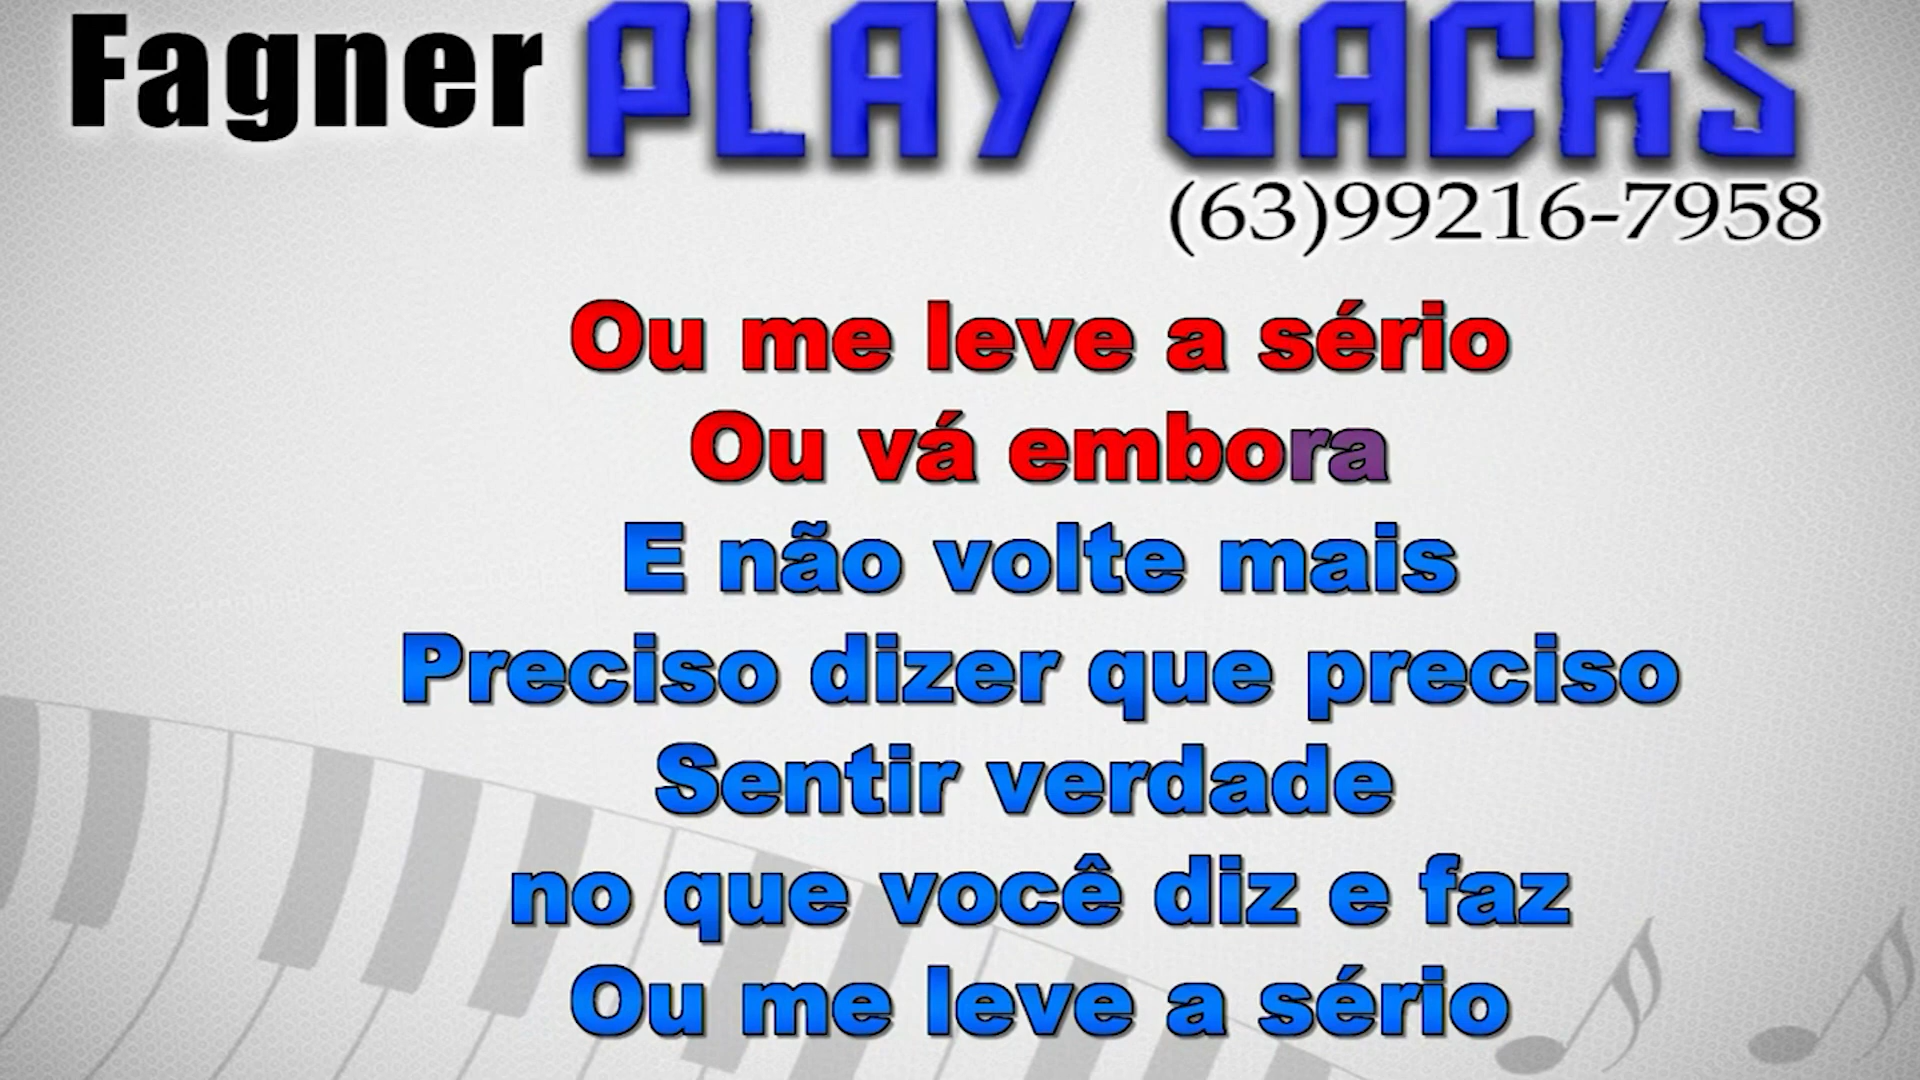 Fagner PLAY BACKS
(63)99216-7958
Ou me leve a sério
Ou vá embora
E não volte mais
Preciso dizer que preciso
Sentir verdade
no que você diz e faz
Ou me leve a sério